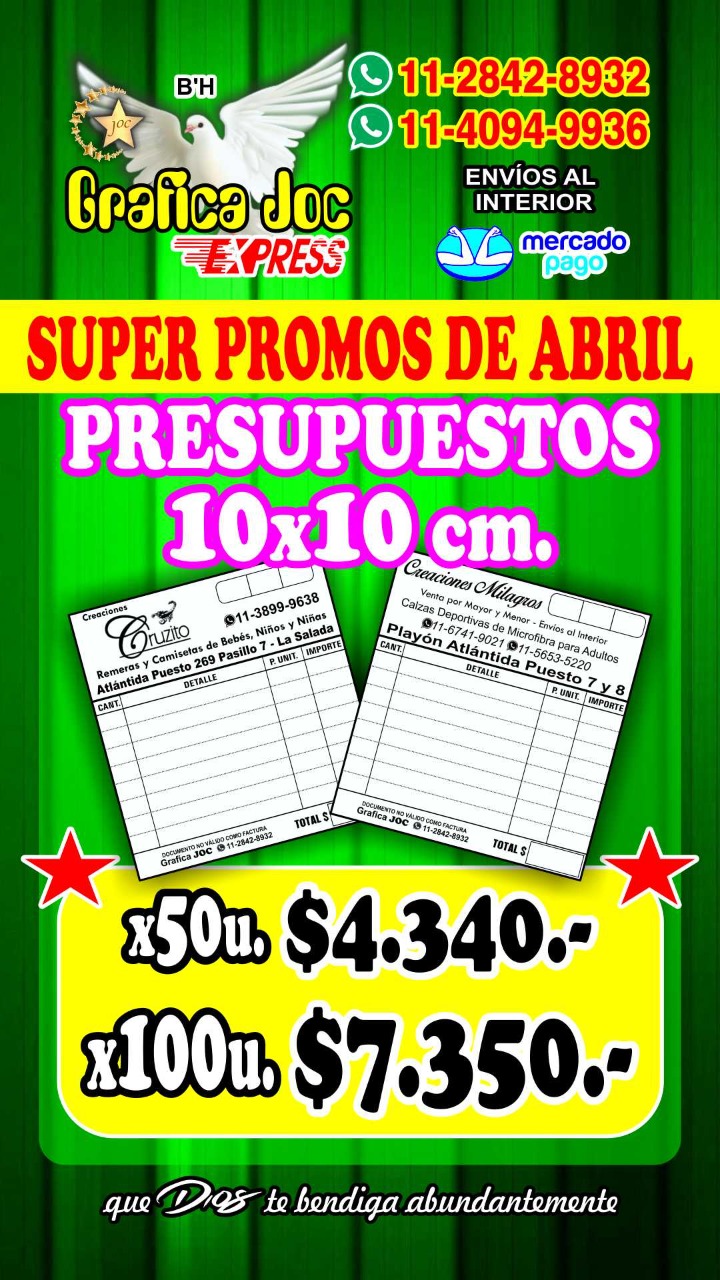 B'H
joc
Grafica Joc
EXPRESS
11-2842-8932
11-4094-9936
ENVÍOS AL
INTERIOR
mercado
pago
SUPER PROMOS DE ABRIL
PRESUPUESTOS
10x10 cm.
Creaciones
Cruzito
11-3899-9638
Remeras y Camisetas de Bebés, Niños y Niñas
Atlántida Puesto 269 Pasillo 7 - La Salada
CANT. DETALLE P. UNIT. IMPORTE
TOTAL $
DOCUMENTO NO VÁLIDO COMO FACTURA
Grafica JOC 11-2842-8932
Creaciones Milagros
Venta por Mayor y Menor - Envios al Interior
Calzas Deportivas de Microfibra para Adultos
11-6741-9021 11-5653-5220
Playón Atlántida Puesto 7 y 8
CANT. DETALLE P. UNIT. IMPORTE
DOCUMENTO NO VÁLIDO COMO FACTURA
Grafica JOC 11-2842-8932
TOTAL $
x50u. $4.340.-
x100u. $7.350.-
que Dios te bendiga abundantemente